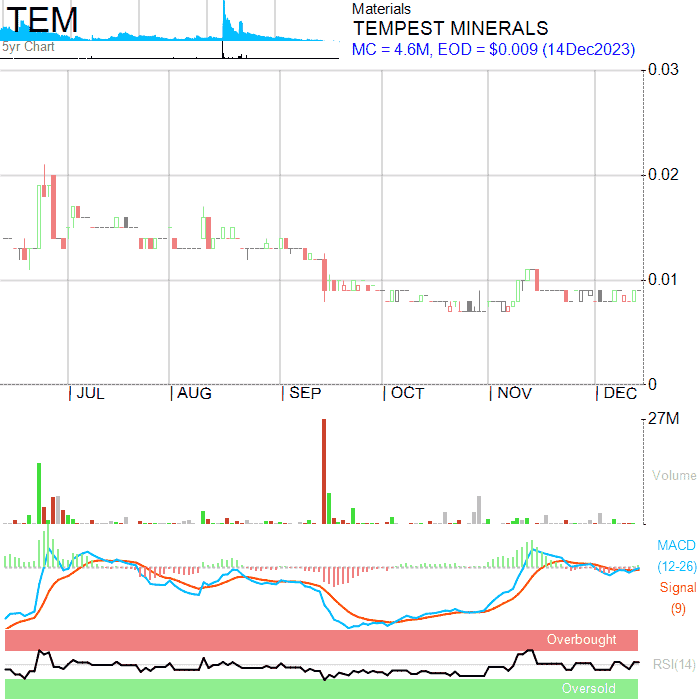 TEM
5yr Chart
Materials
TEMPEST MINERALS
MC = 4.6M, EOD = $0.009 (14Dec2023)
0.03
0.02
0.01
0
JUL AUG SEP OCT NOV DEC
27M
Volume
MACD
(12-26)
Signal
(9)
Overbought
RSI(14)
Oversold